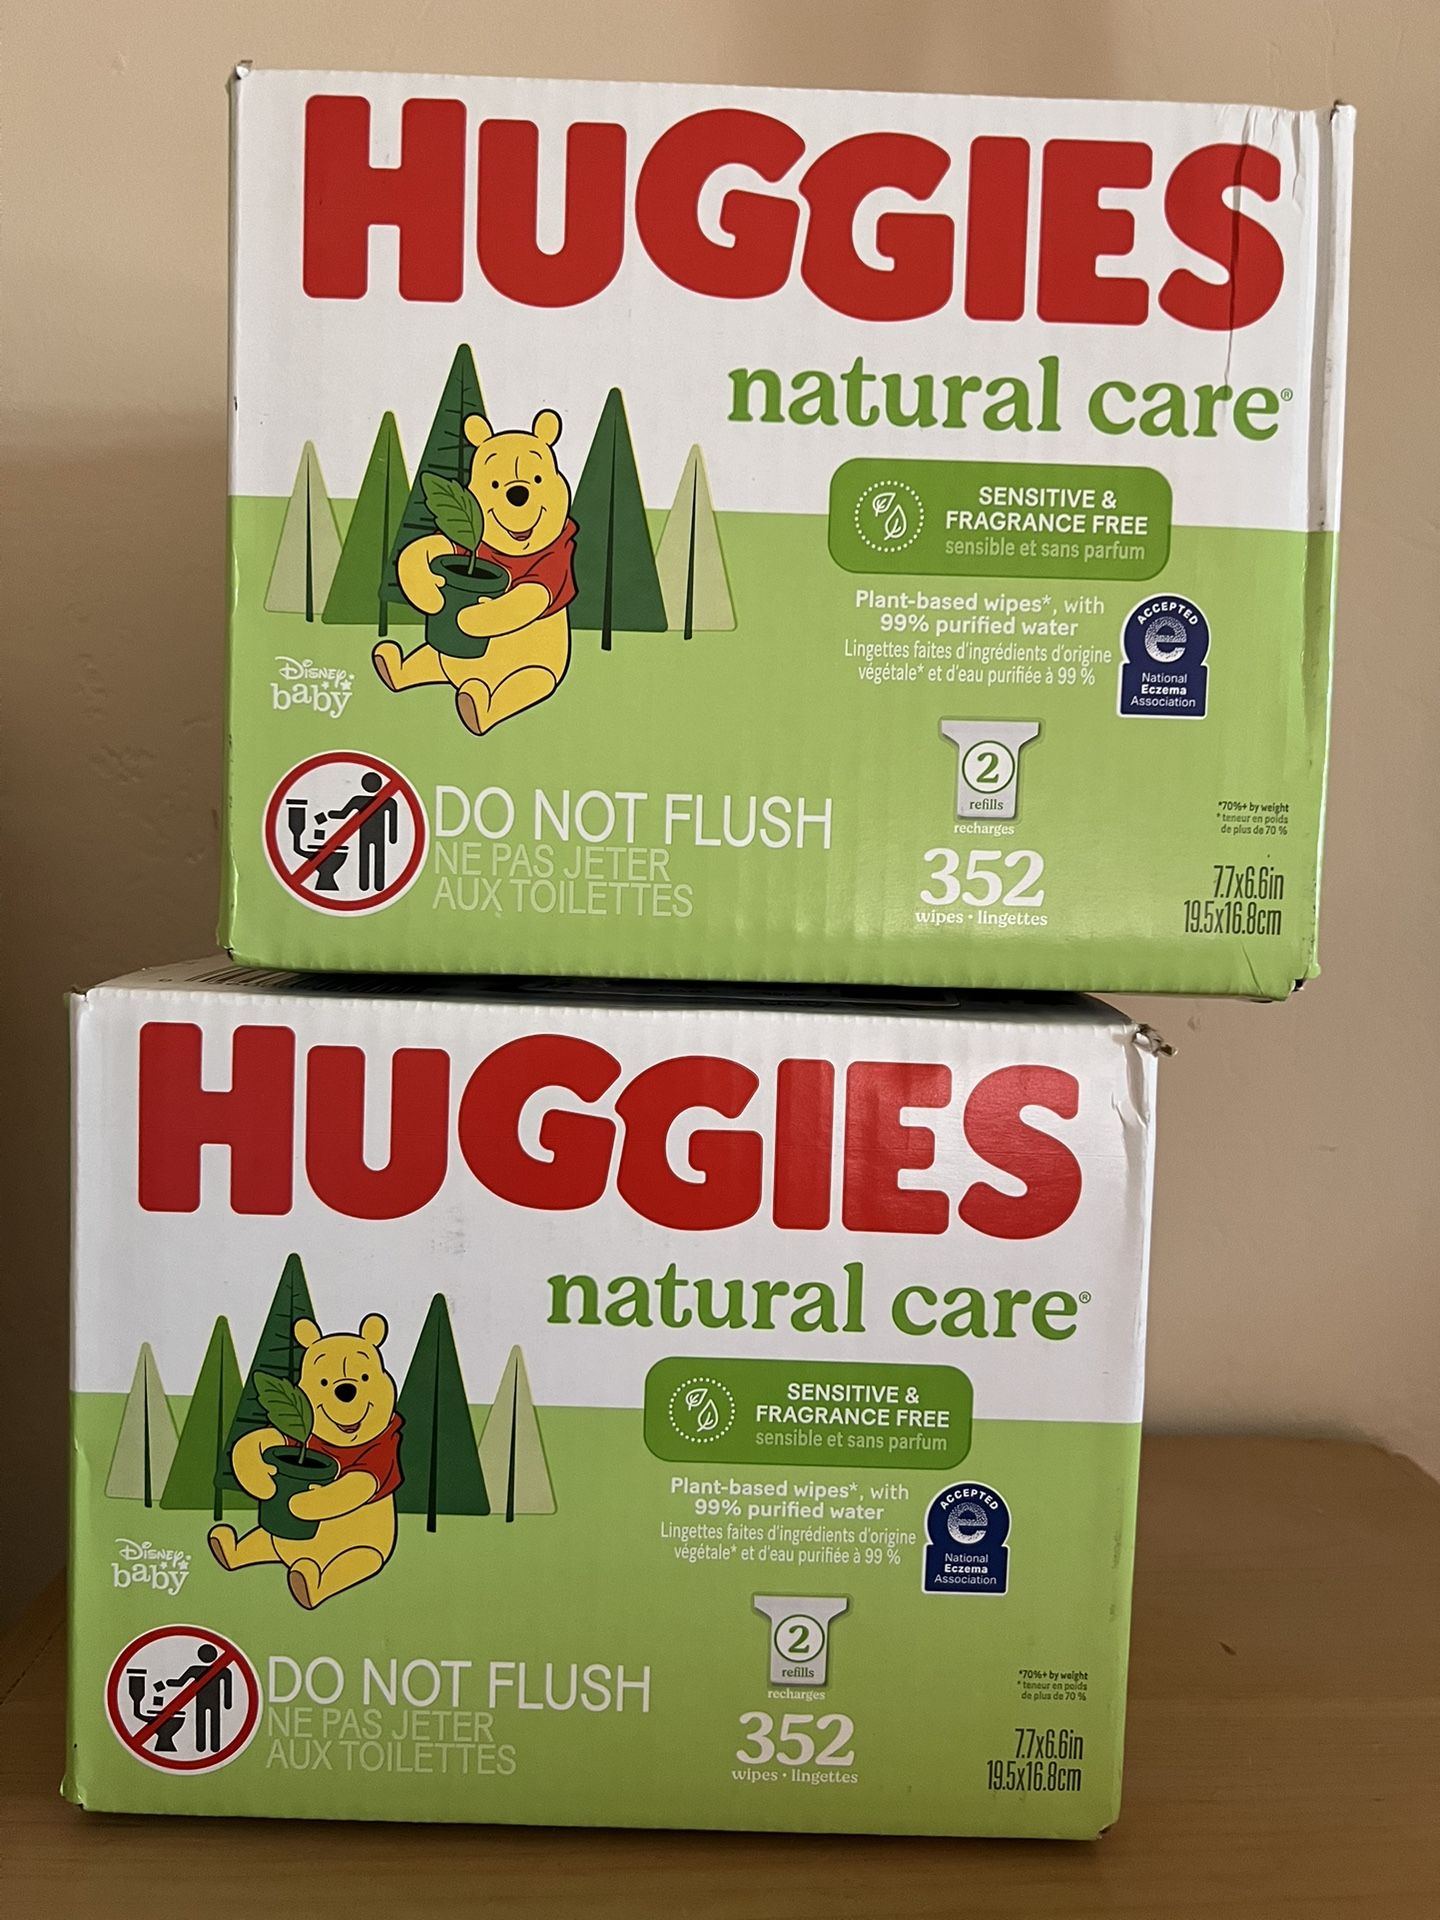 HUGGIES
natural care®
SENSITIVE &
FRAGRANCE FREE
sensible et sans parfum
Plant-based wipes*, with
99% purified water
Lingettes faites d'ingrédients d'origine
végétale* et d'eau purifiée à 99 %
ACCEPTED
e
National
Eczema
Association
Disney
baby
DO NOT FLUSH
NE PAS JETER
AUX TOILETTES
2
refills
recharges
352
wipes • lingettes
*70%+ by weight
* teneur en poids
de plus de 70 %
7.7x6.6in
19.5x16.8cm
HUGGIES
natural care®
SENSITIVE &
FRAGRANCE FREE
sensible et sans parfum
Plant-based wipes*, with
99% purified water
Lingettes faites d'ingrédients d'origine
végétale* et d'eau purifiée à 99 %
ACCEPTED
e
National
Eczema
Association
Disney
baby
DO NOT FLUSH
NE PAS JETER
AUX TOILETTES
2
refills
recharges
352
wipes • lingettes
*70%+ by weight
* teneur en poids
de plus de 70 %
7.7x6.6in
19.5x16.8cm